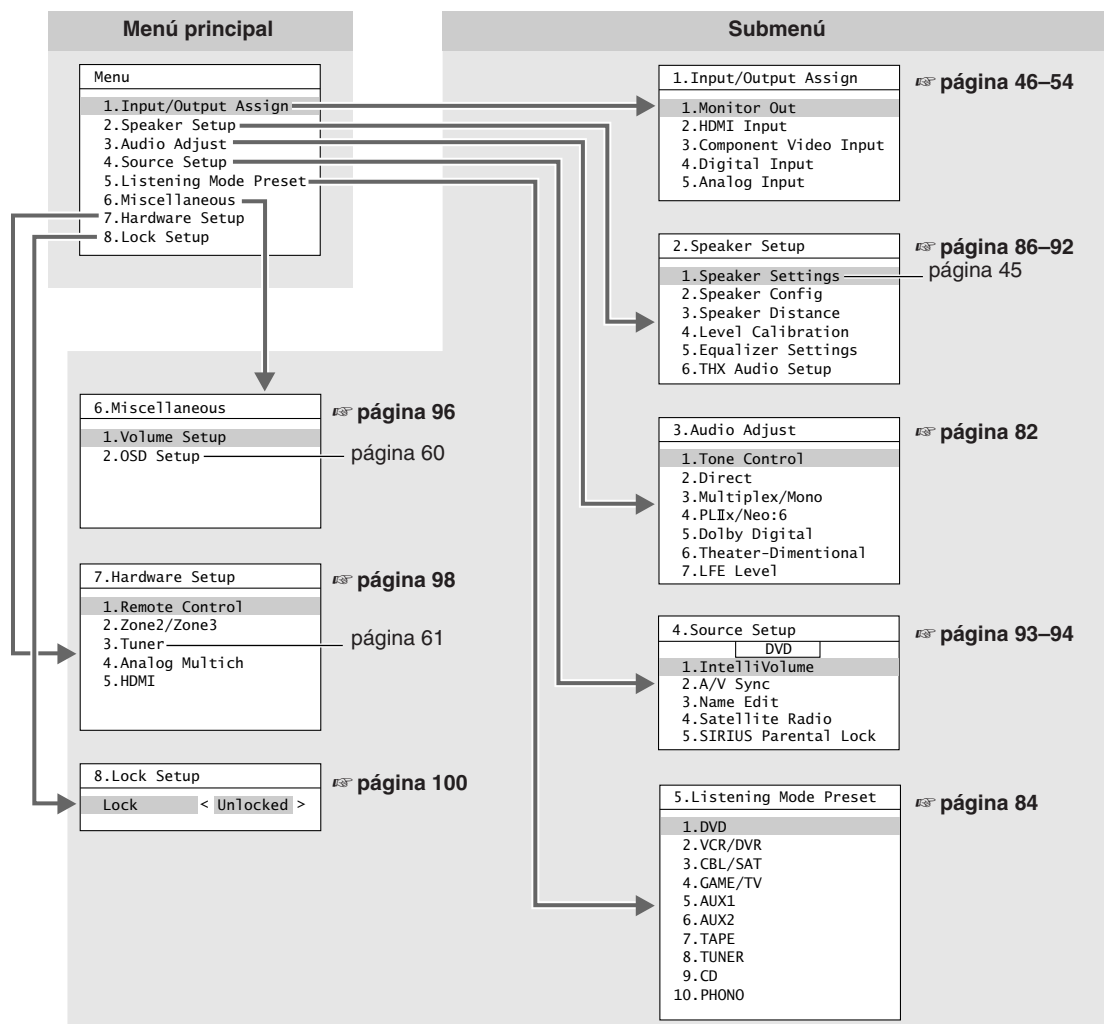 Menú principal
Submenú
Menu
1.Input/Output Assign
2.Speaker Setup
3.Audio Adjust
4.Source Setup
5.Listening Mode Preset
6.Miscellaneous
7.Hardware Setup
8.Lock Setup
1.Input/Output Assign
☞ página 46–54
1.Monitor Out
2.HDMI Input
3.Component Video Input
4.Digital Input
5.Analog Input
2.Speaker Setup
☞ página 86–92
1.Speaker Settings
página 45
2.Speaker Config
3.Speaker Distance
4.Level Calibration
5.Equalizer Settings
6.THX Audio Setup
6.Miscellaneous
☞ página 96
1.Volume Setup
2.OSD Setup
página 60
3.Audio Adjust
☞ página 82
1.Tone Control
2.Direct
3.Multiplex/Mono
4.PLⅡx/Neo:6
5.Dolby Digital
6.Theater-Dimentional
7.LFE Level
7.Hardware Setup
☞ página 98
1.Remote Control
2.Zone2/Zone3
3.Tuner
página 61
4.Analog Multich
5.HDMI
4.Source Setup
☞ página 93–94
DVD
1.IntelliVolume
2.A/V Sync
3.Name Edit
4.Satellite Radio
5.SIRIUS Parental Lock
8.Lock Setup
☞ página 100
Lock < Unlocked >
5.Listening Mode Preset
☞ página 84
1.DVD
2.VCR/DVR
3.CBL/SAT
4.GAME/TV
5.AUX1
6.AUX2
7.TAPE
8.TUNER
9.CD
10.PHONO